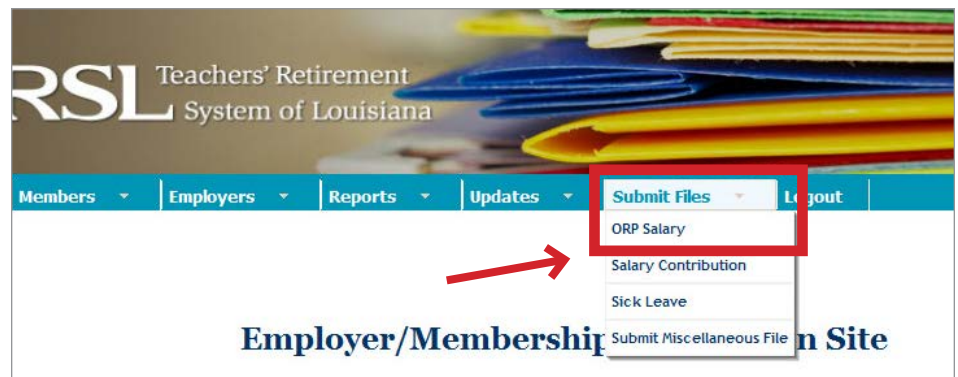 RSL Teachers' Retirement
System of Louisiana
Members Employers Reports Updates Submit Files Logout
ORP Salary
Salary Contribution
Sick Leave
Submit Miscellaneous File
Employer/Membership n Site